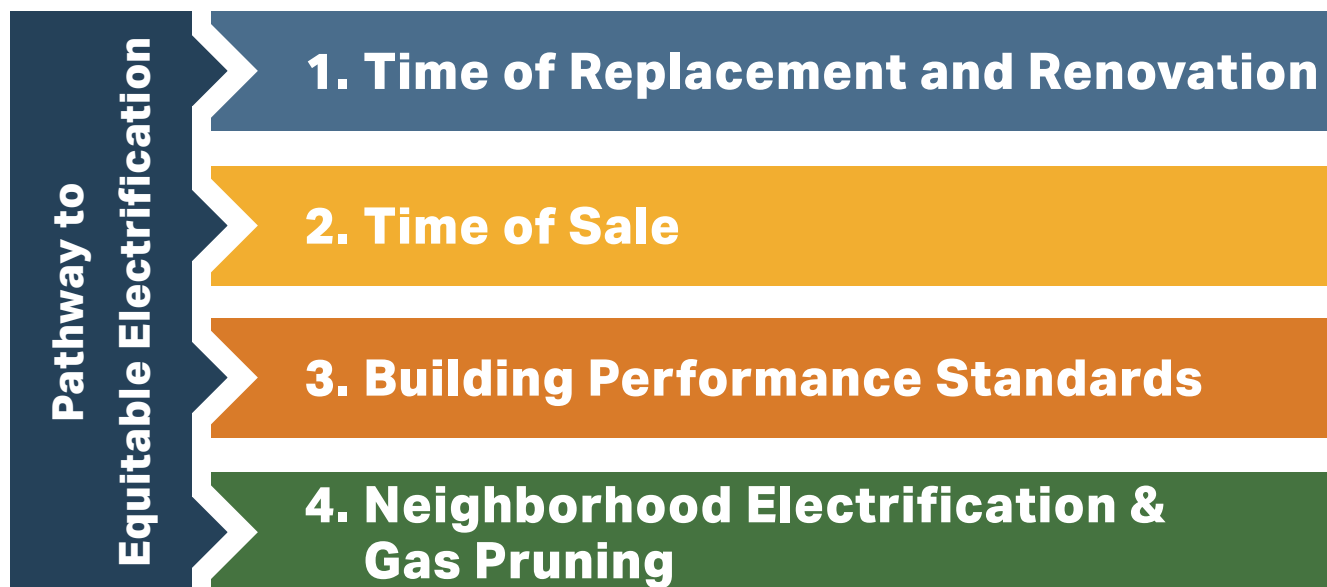 Pathway to
Equitable Electrification
1. Time of Replacement and Renovation
2. Time of Sale
3. Building Performance Standards
4. Neighborhood Electrification &
Gas Pruning